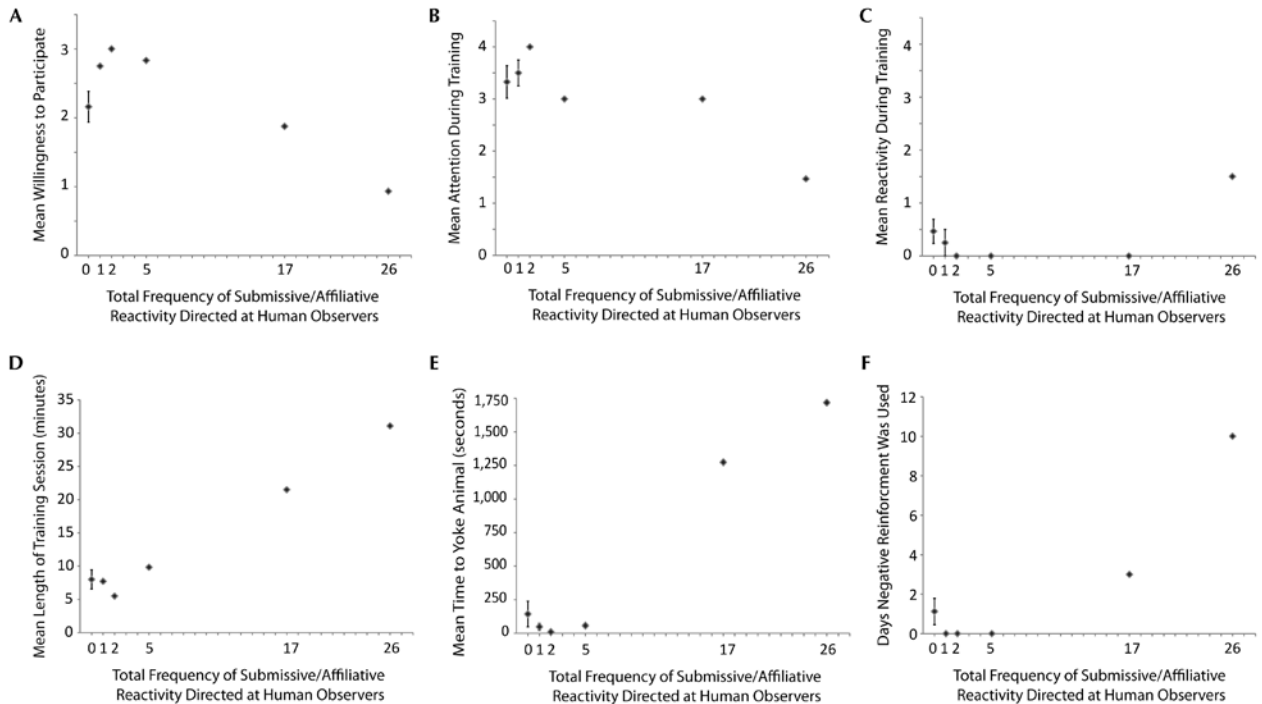 A
Mean Willingness to Participate
3
2
1
0
0 1 2 5 17 26
Total Frequency of Submissive/Affiliative
Reactivity Directed at Human Observers
B
Mean Attention During Training
4
3
2
1
0
0 1 2 5 17 26
Total Frequency of Submissive/Affiliative
Reactivity Directed at Human Observers
C
Mean Reactivity During Training
4
3
2
1
0
0 1 2 5 17 26
Total Frequency of Submissive/Affiliative
Reactivity Directed at Human Observers
D
Mean Length of Training Session (minutes)
35
30
25
20
15
10
5
0
0 1 2 5 17 26
Total Frequency of Submissive/Affiliative
Reactivity Directed at Human Observers
E
Mean Time to Yoke Animal (seconds)
1,750
1,500
1,250
1,000
750
500
250
0
0 1 2 5 17 26
Total Frequency of Submissive/Affiliative
Reactivity Directed at Human Observers
F
Days Negative Reinforcment Was Used
12
10
8
6
4
2
0
0 1 2 5 17 26
Total Frequency of Submissive/Affiliative
Reactivity Directed at Human Observers